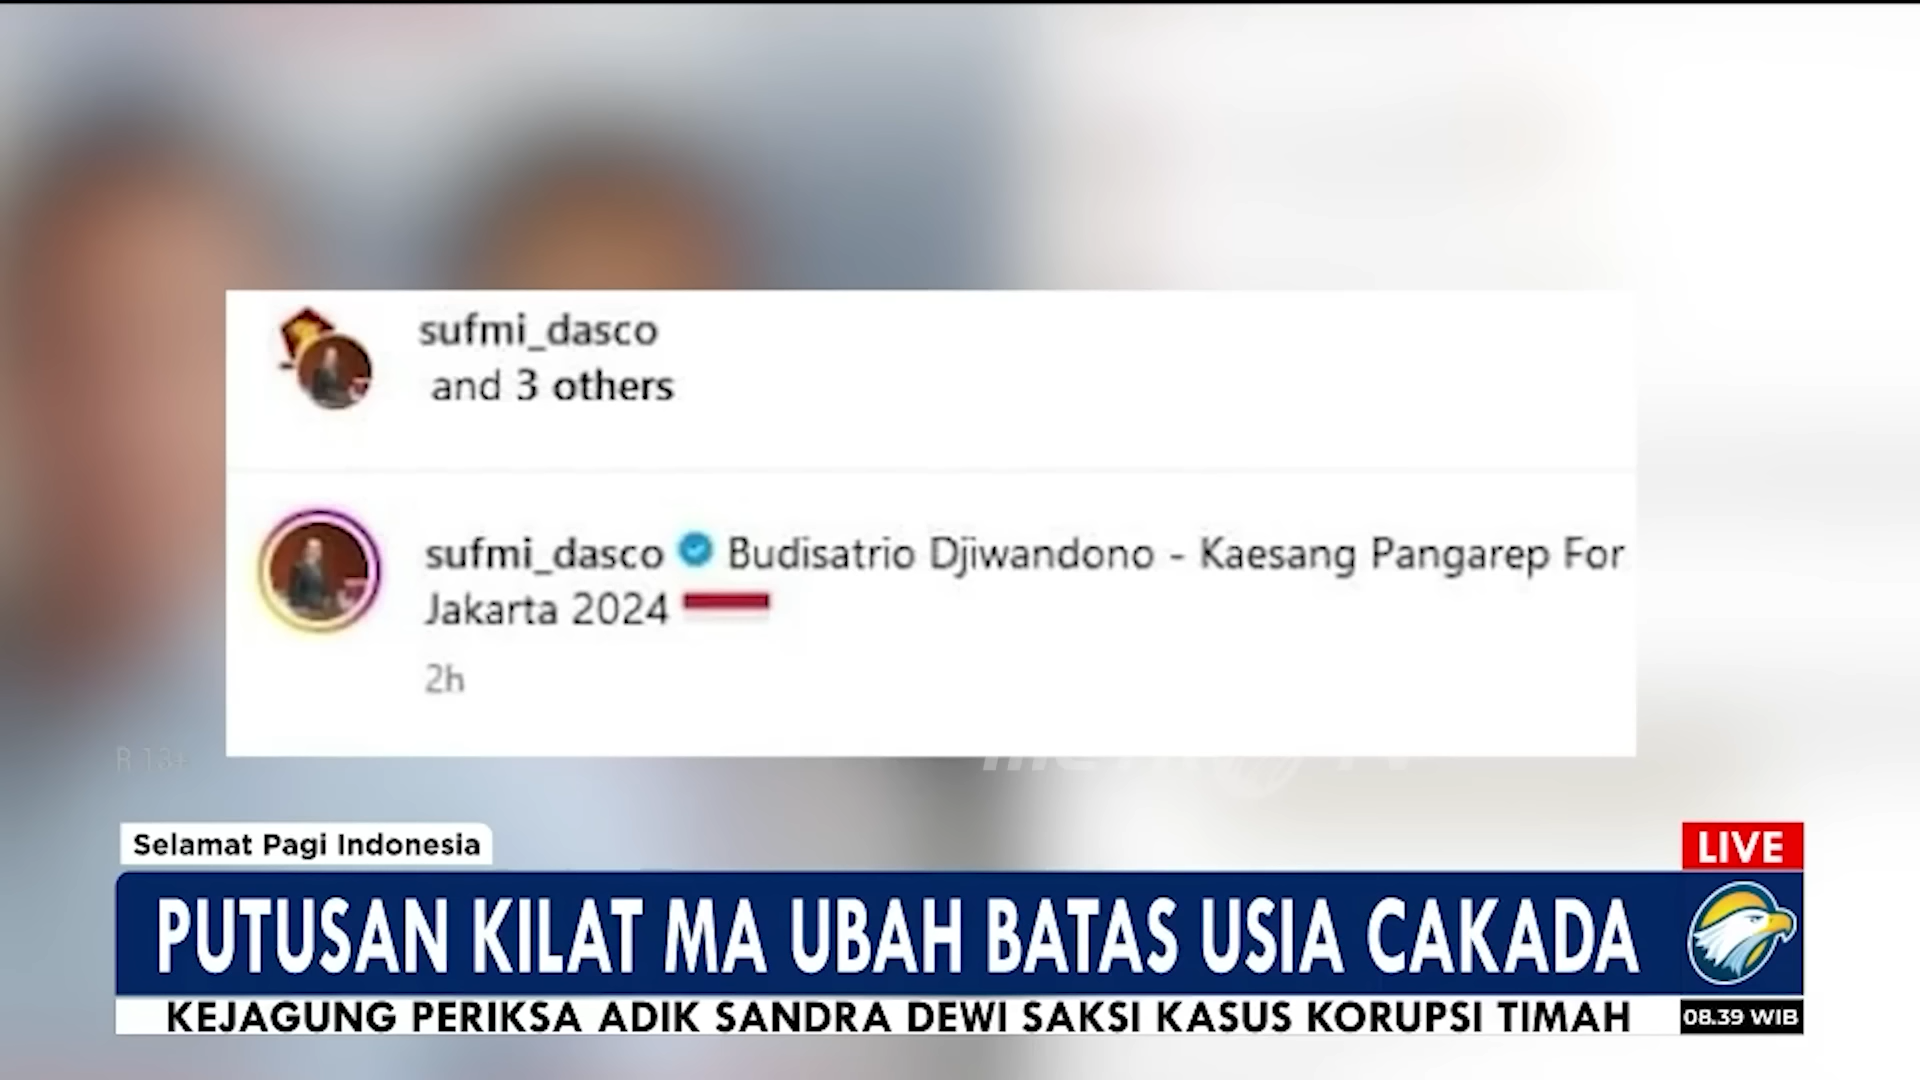 sufmi_dasco
and 3 others
sufmi_dasco Budisatrio Djiwandono - Kaesang Pangarep For
Jakarta 2024
2h
R 13+
Selamat Pagi Indonesia
LIVE
PUTUSAN KILAT MA UBAH BATAS USIA CAKADA
KEJAGUNG PERIKSA ADIK SANDRA DEWI SAKSI KASUS KORUPSI TIMAH
08.39 WIB